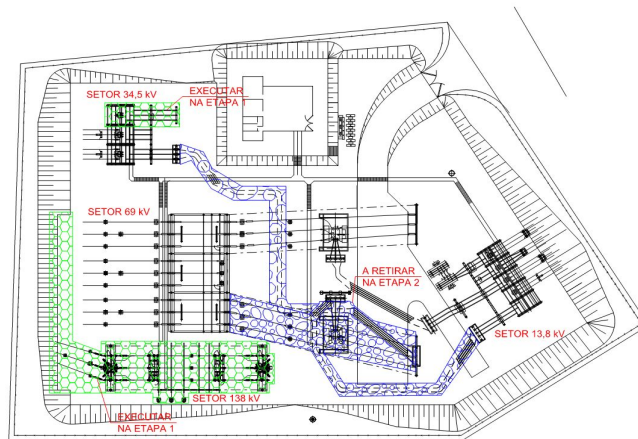 SETOR 34,5 kV
EXECUTAR
NA ETAPA 1
SETOR 69 kV
A RETIRAR
NA ETAPA 2
SETOR 13,8 kV
SETOR 138 kV
EXECUTAR
NA ETAPA 1